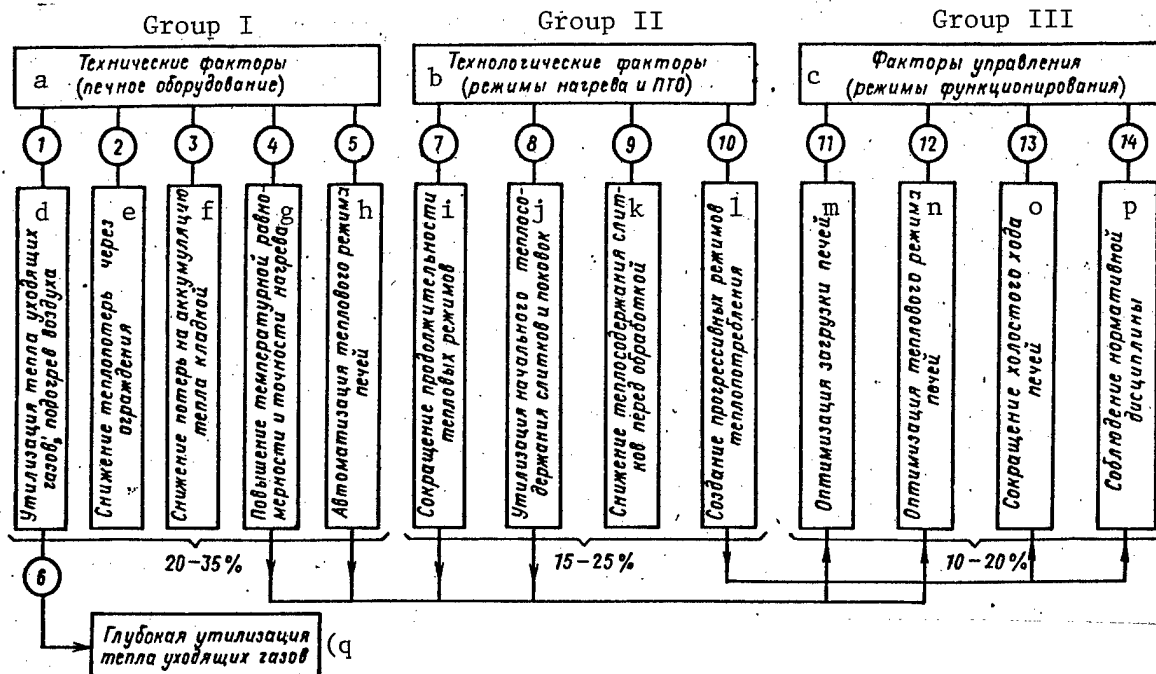 Group I
Group II
Group III
a
Технические факторы
(печное оборудование)
b
Технологические факторы
(режимы нагрева и ПТО)
c
Факторы управления
(режимы функционирования)
1
2
3
4
5
7
8
9
10
11
12
13
14
d
Утилизация тепла уходящих
газов, подогрев воздуха
e
Снижение теплопотерь через
ограждения
f
Снижение потерь на аккумуляцию
тепла кладкой
g
Повышение температурной равно-
мерности и точности нагрева
h
Автоматизация теплового режима
печей
i
Сокращение продолжительности
тепловых режимов
j
Утилизация начального теплосо-
держания слитков и поковок
k
Снижение теплосодержания слит-
ков перед обработкой
l
Создание прогрессивных режимов
теплопотребления
m
Оптимизация загрузки печей
n
Оптимизация теплового режима
печей
o
Сокращение холостого хода
печей
p
Соблюдение нормативной
дисциплины
20-35%
15-25%
10-20%
6
Глубокая утилизация
тепла уходящих газов
(q